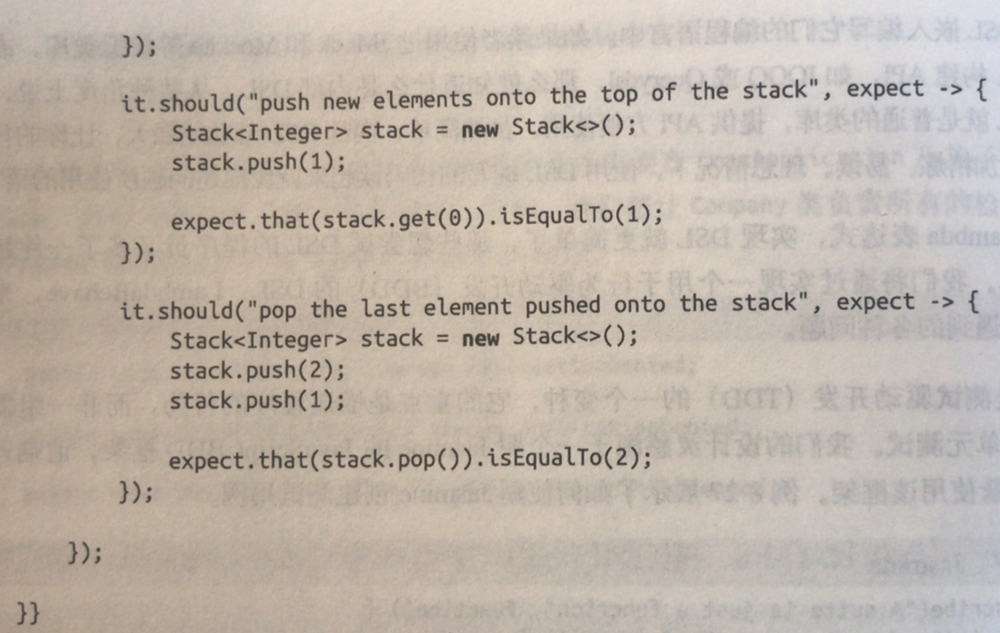 });
it.should("push new elements onto the top of the stack", expect -> {
Stack<Integer> stack = new Stack<>();
stack.push(1);
expect.that(stack.get(0)).isEqualTo(1);
});
it.should("pop the last element pushed onto the stack", expect -> {
Stack<Integer> stack = new Stack<>();
stack.push(2);
stack.push(1);
expect.that(stack.pop()).isEqualTo(2);
});
});
}}